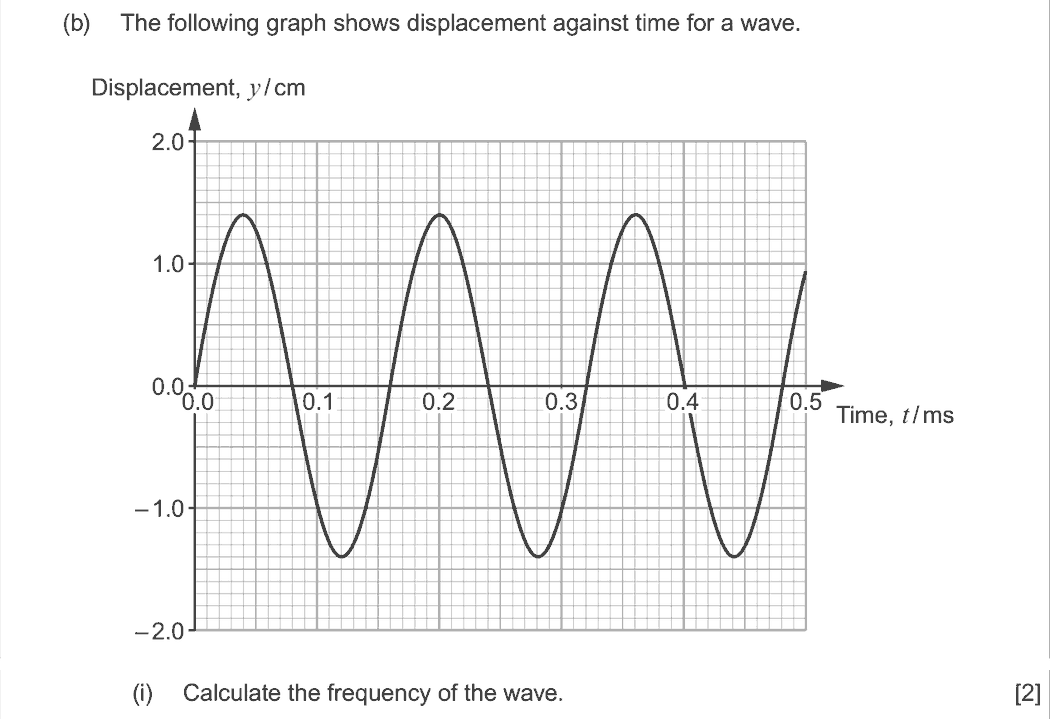 (b) The following graph shows displacement against time for a wave.
Displacement, y/cm
2.0
1.0
0.0
0.0 0.1 0.2 0.3 0.4 0.5
Time, t/ms
−1.0
−2.0
(i) Calculate the frequency of the wave. [2]